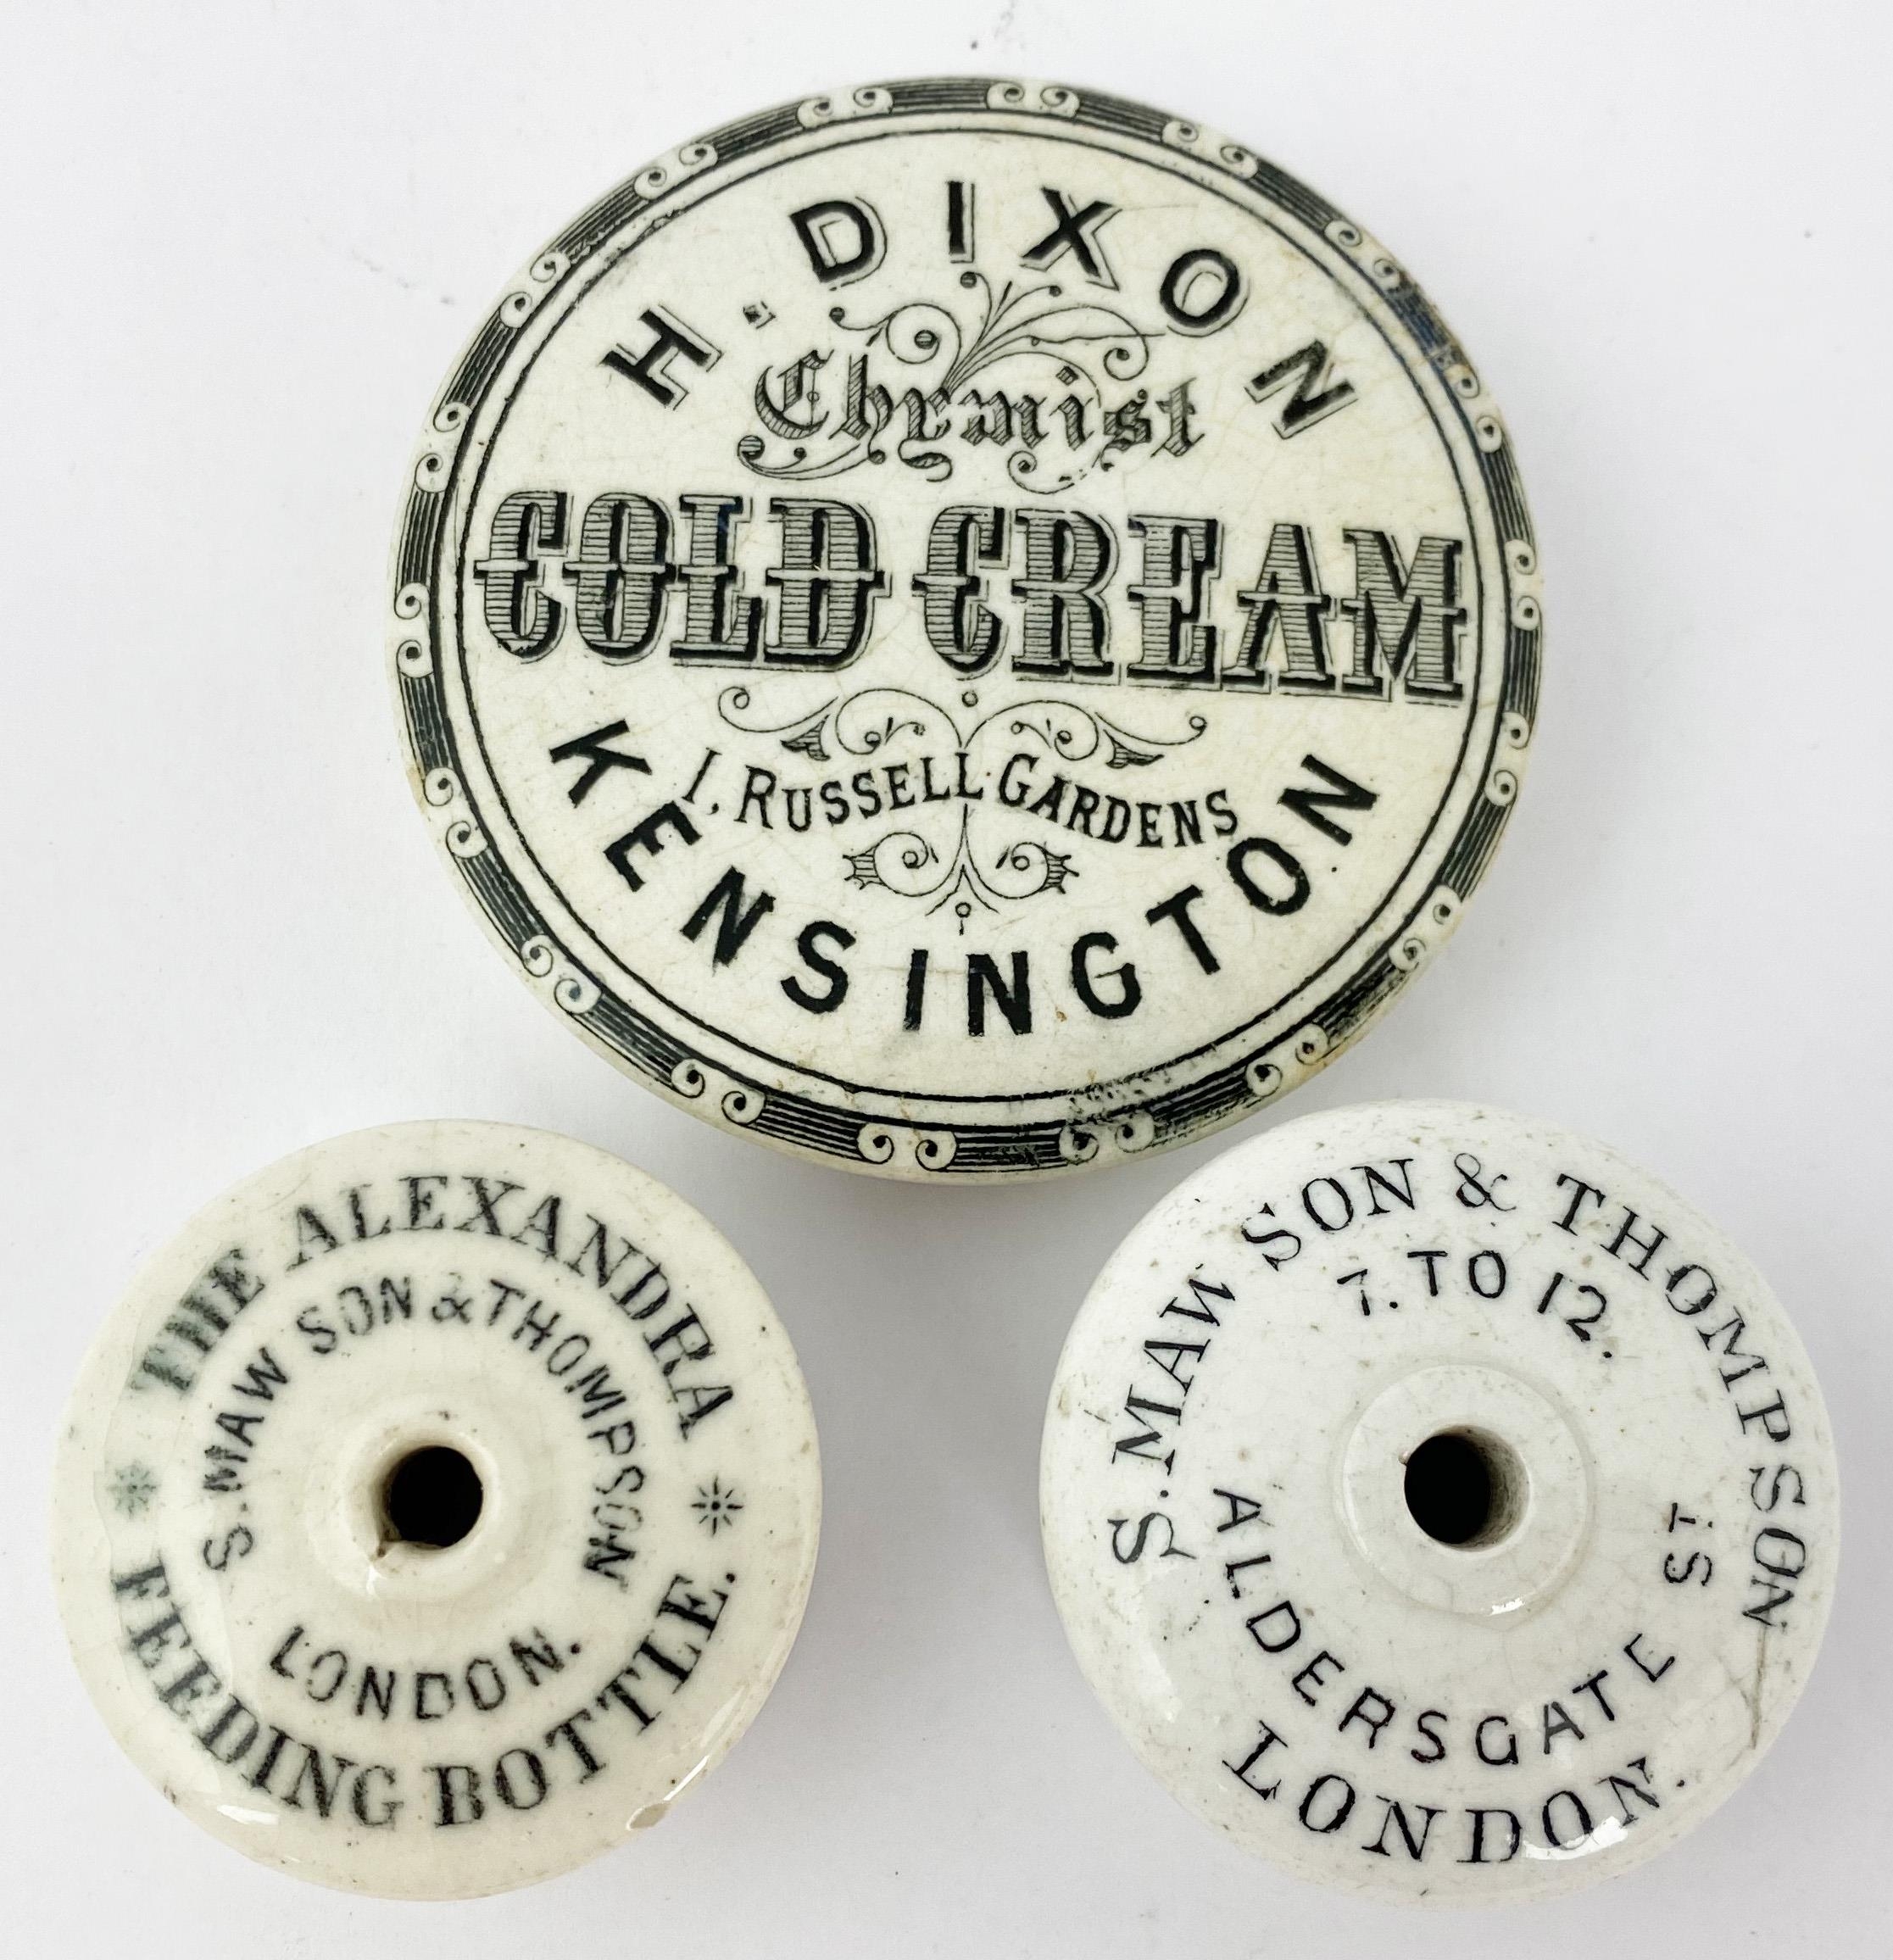 H. DIXON
Chymist
COLD CREAM
1, RUSSELL GARDENS
KENSINGTON
THE ALEXANDRA
S. MAW SON & THOMPSON
LONDON.
FEEDING BOTTLE.
S. MAW SON & THOMPSON
7. TO 12.
ALDERSGATE ST
LONDON.